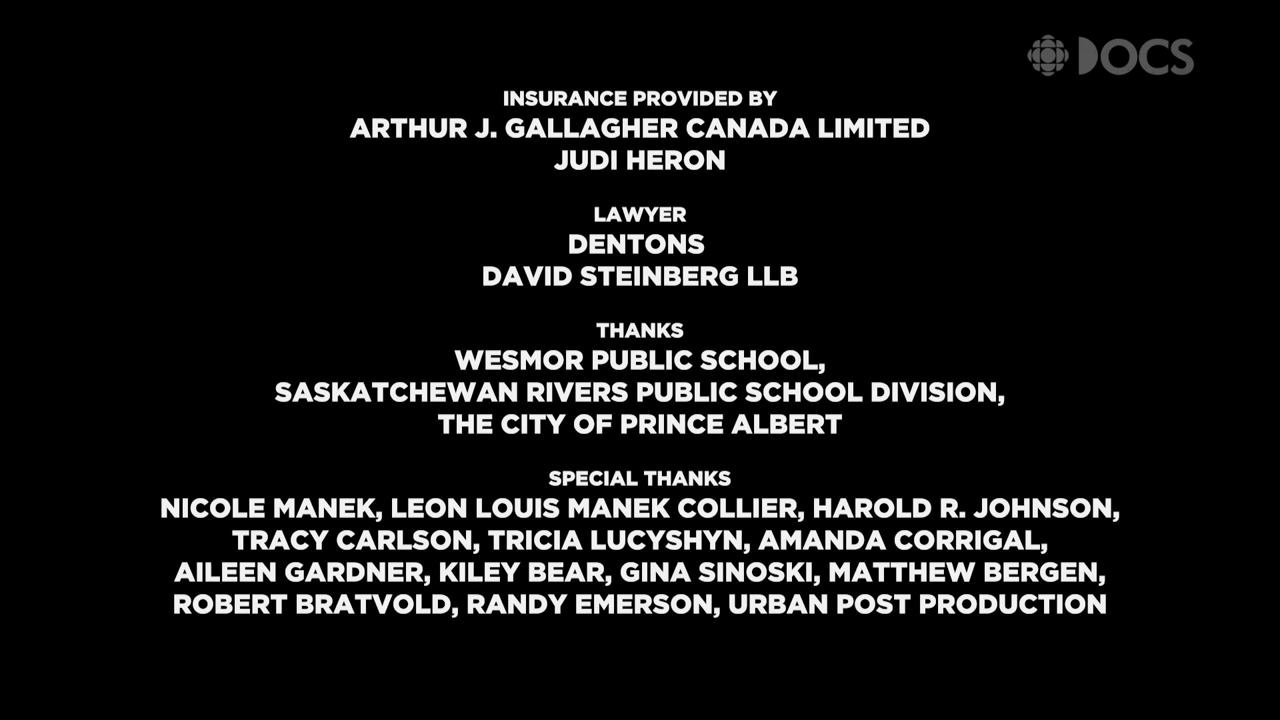 DOCS
INSURANCE PROVIDED BY
ARTHUR J. GALLAGHER CANADA LIMITED
JUDI HERON
LAWYER
DENTONS
DAVID STEINBERG LLB
THANKS
WESMOR PUBLIC SCHOOL,
SASKATCHEWAN RIVERS PUBLIC SCHOOL DIVISION,
THE CITY OF PRINCE ALBERT
SPECIAL THANKS
NICOLE MANEK, LEON LOUIS MANEK COLLIER, HAROLD R. JOHNSON,
TRACY CARLSON, TRICIA LUCYSHYN, AMANDA CORRIGAL,
AILEEN GARDNER, KILEY BEAR, GINA SINOSKI, MATTHEW BERGEN,
ROBERT BRATVOLD, RANDY EMERSON, URBAN POST PRODUCTION